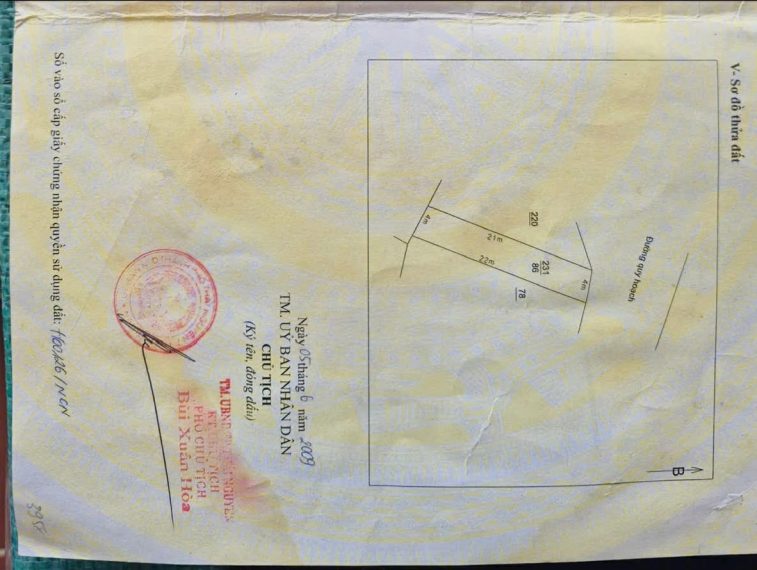 V- Sơ đồ thửa đất
Đường quy hoạch
B
4m
220
231
86
78
21m
22m
4m
Ngày 05 tháng 6 năm 2009
TM. UỶ BAN NHÂN DÂN
CHỦ TỊCH
(Ký tên, đóng dấu)
TM. UBND
PHÓ CHỦ TỊCH
Bùi Xuân Hòa
Số vào sổ cấp giấy chứng nhận quyền sử dụng đất: